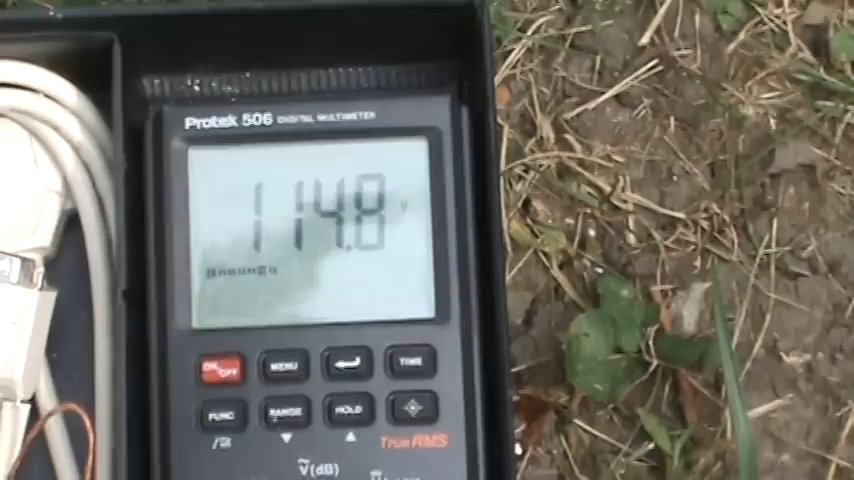 Protek 506 DIGITAL MULTIMETER
114.8 V
ON/OFF MENU TIME
FUNC RANGE HOLD
True RMS
V(dB)